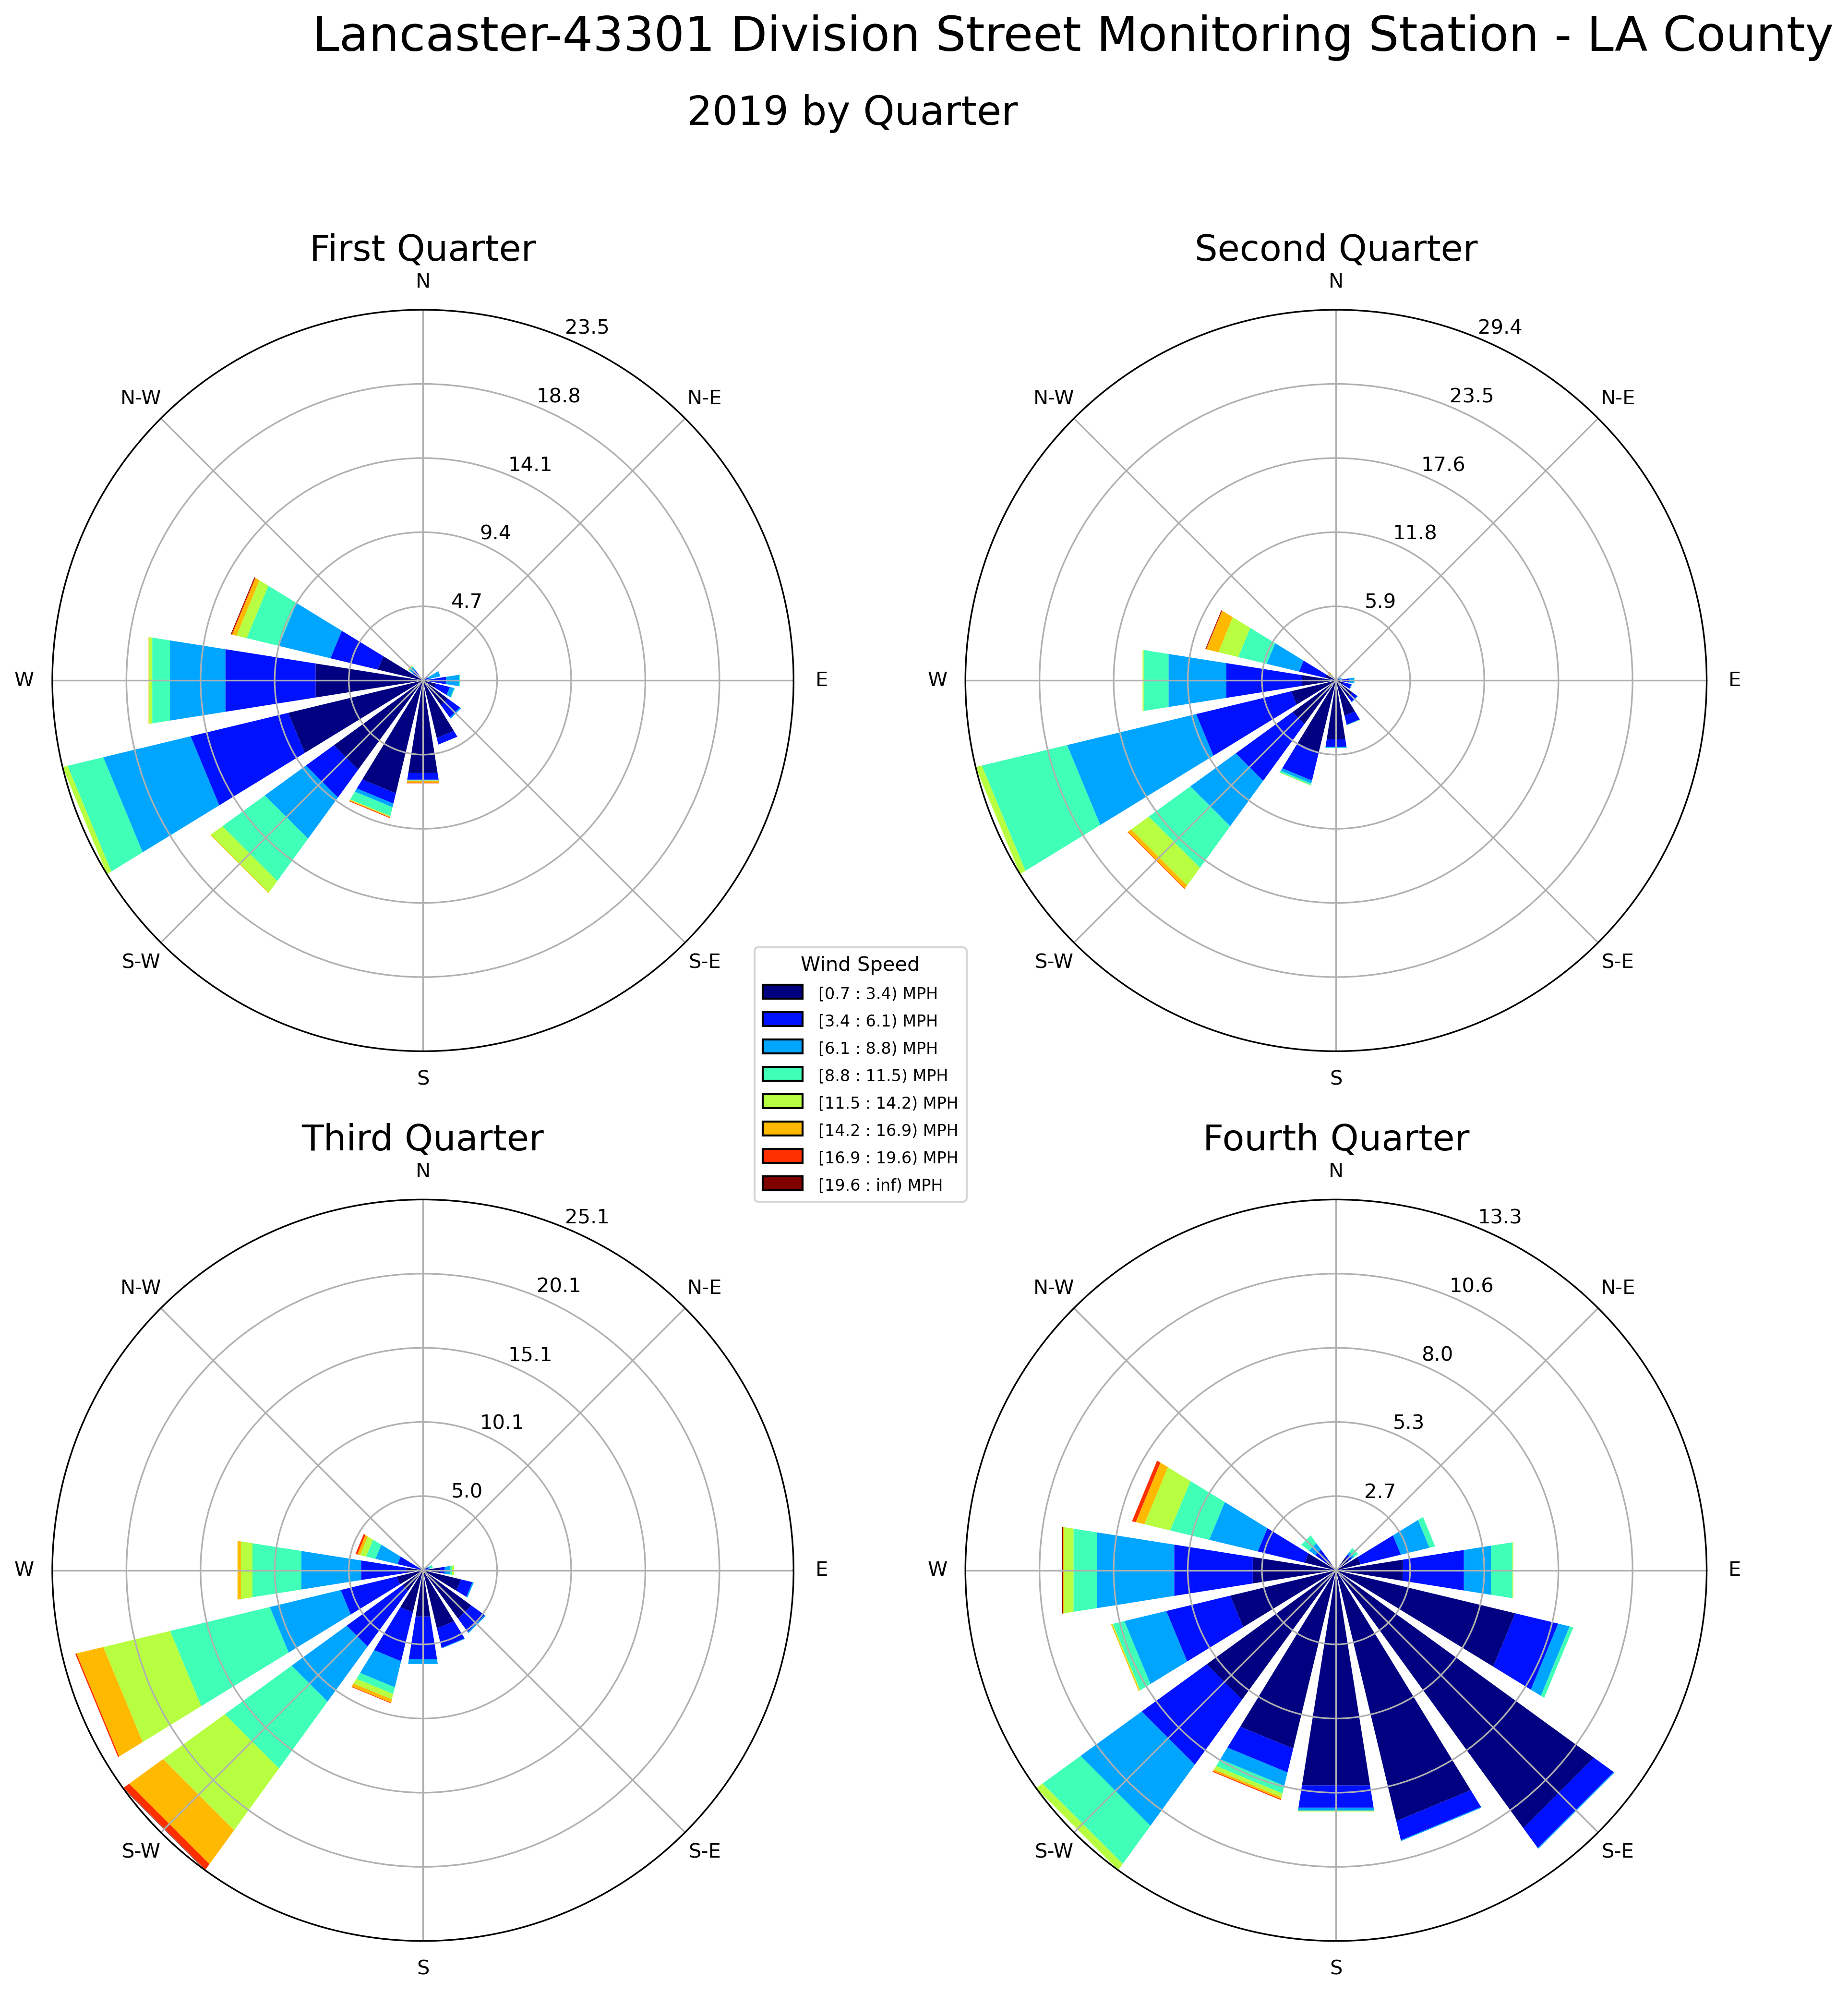 Lancaster-43301 Division Street Monitoring Station - LA County
2019 by Quarter
First Quarter
N
23.5
N-W
18.8
N-E
14.1
9.4
4.7
W
E
S-W
S-E
S
Second Quarter
N
29.4
N-W
23.5
N-E
17.6
11.8
5.9
W
E
S-W
S-E
S
Wind Speed
[0.7 : 3.4) MPH
[3.4 : 6.1) MPH
[6.1 : 8.8) MPH
[8.8 : 11.5) MPH
[11.5 : 14.2) MPH
[14.2 : 16.9) MPH
[16.9 : 19.6) MPH
[19.6 : inf) MPH
Third Quarter
N
25.1
N-W
20.1
N-E
15.1
10.1
5.0
W
E
S-W
S-E
S
Fourth Quarter
N
13.3
N-W
10.6
N-E
8.0
5.3
2.7
W
E
S-W
S-E
S